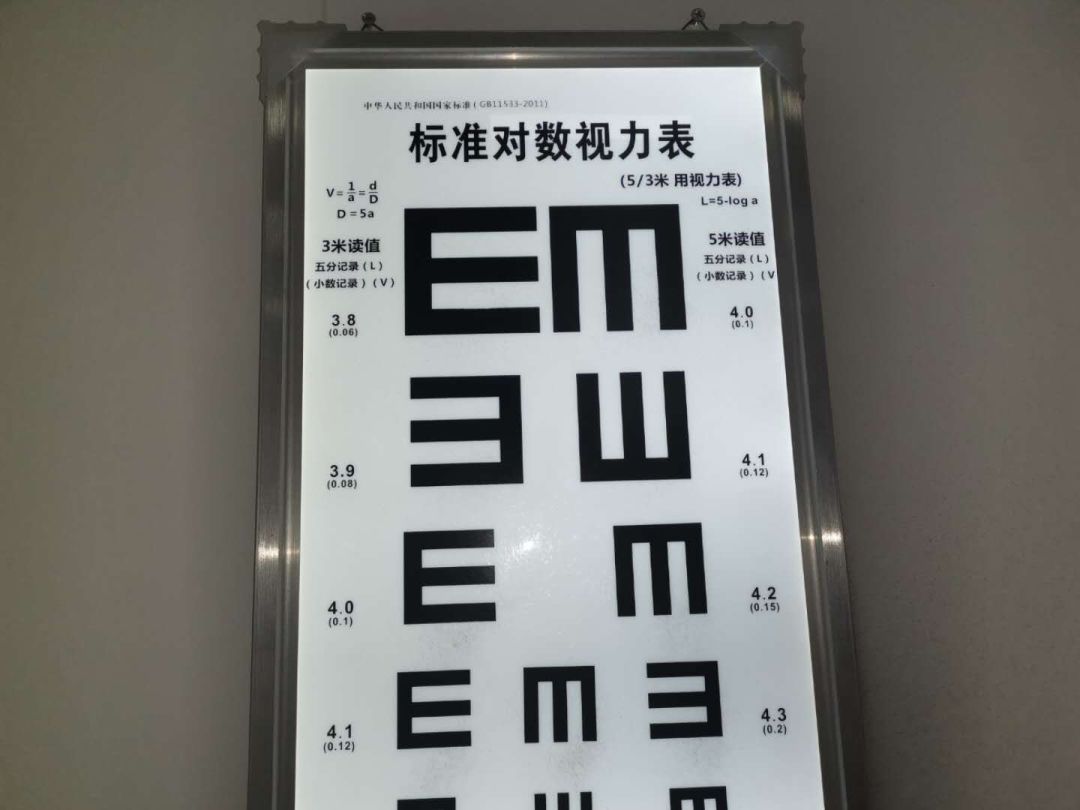 中华人民共和国国家标准(GB11533-2011)
标准对数视力表
(5/3米 用视力表)
V=1/a=d/D
D=5a
L=5-log a
3米读值
五分记录(L)
(小数记录)(V)
5米读值
五分记录(L)
(小数记录)(V
3.8
(0.06)
E E
4.0
(0.1)
3.9
(0.08)
E E
4.1
(0.12)
4.0
(0.1)
E E
4.2
(0.15)
4.1
(0.12)
E E E
4.3
(0.2)